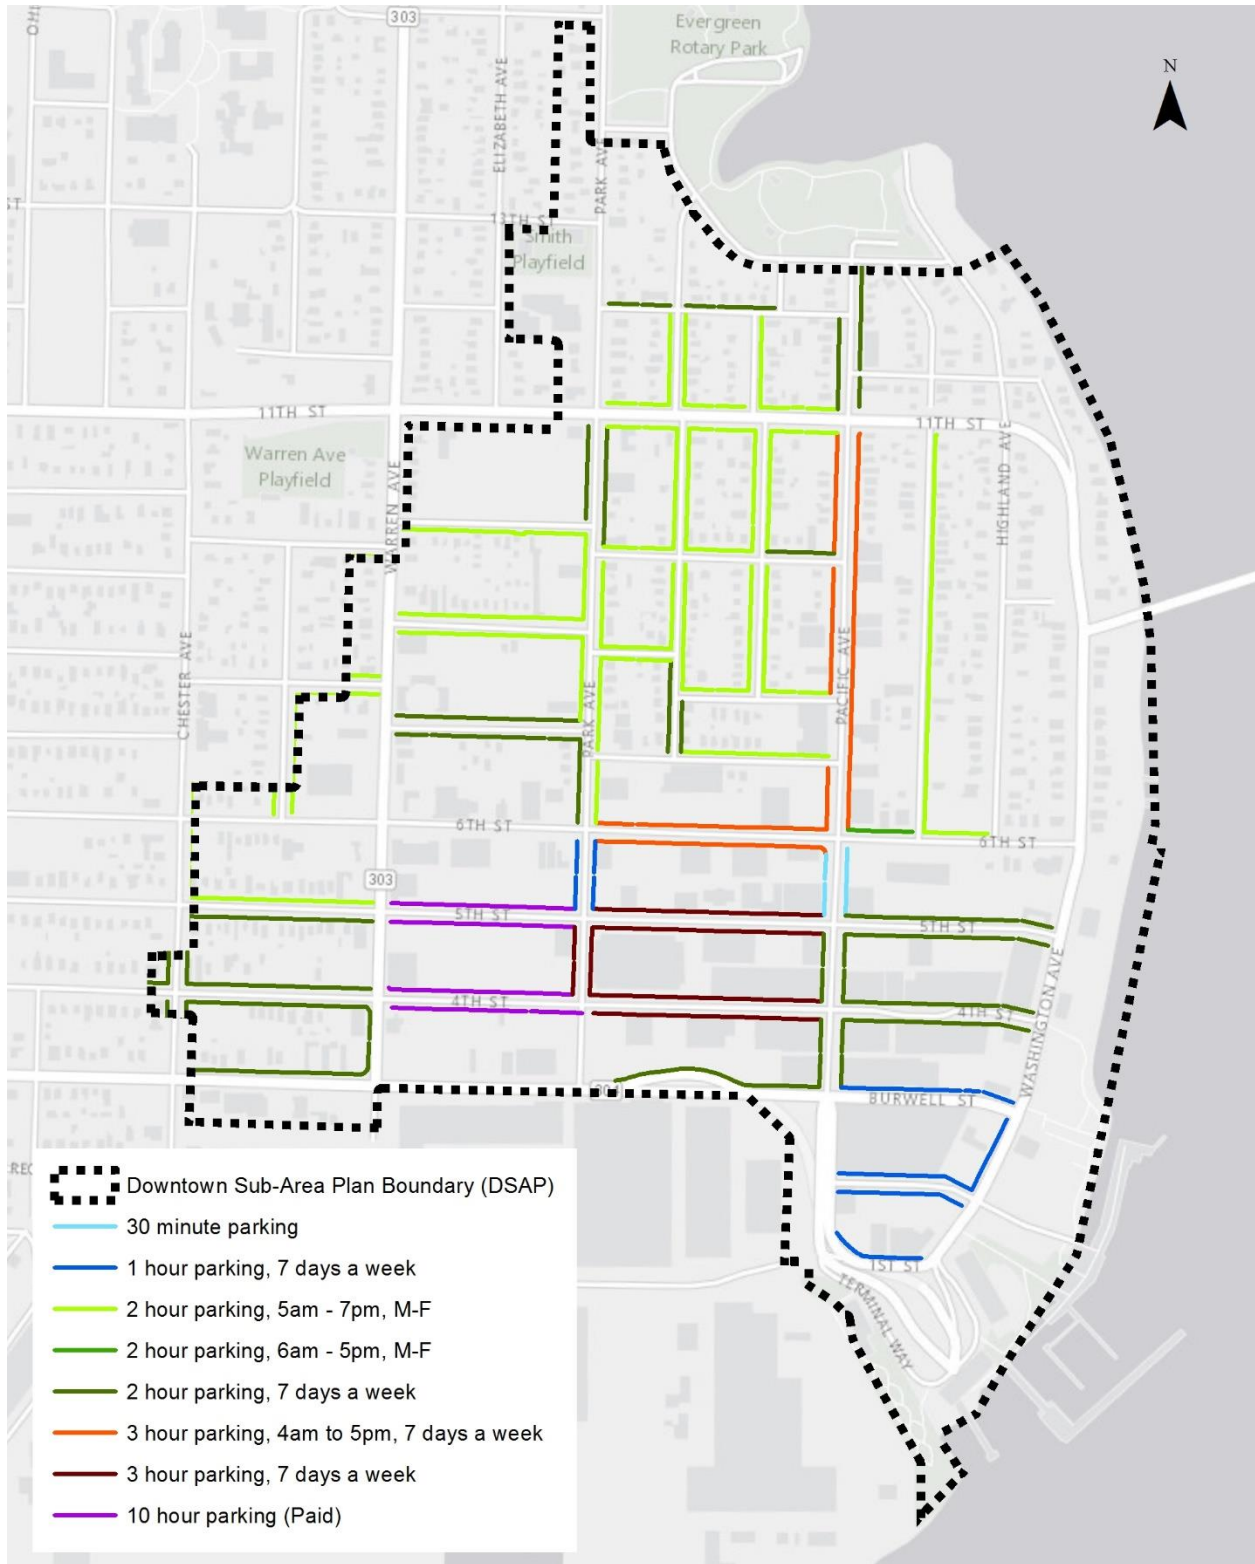 303
Evergreen
Rotary Park
N
ELIZABETH AVE
PARK AVE
13TH ST
Smith
Playfield
11TH ST
11TH ST
Warren Ave
Playfield
WARREN AVE
HIGHLAND AVE
CHESTER AVE
PACIFIC AVE
PARK AVE
6TH ST
6TH ST
303
5TH ST
5TH ST
4TH ST
4TH ST
WASHINGTON AVE
BURWELL ST
1ST ST
TERMINAL WAY
Downtown Sub-Area Plan Boundary (DSAP)
30 minute parking
1 hour parking, 7 days a week
2 hour parking, 5am - 7pm, M-F
2 hour parking, 6am - 5pm, M-F
2 hour parking, 7 days a week
3 hour parking, 4am to 5pm, 7 days a week
3 hour parking, 7 days a week
10 hour parking (Paid)